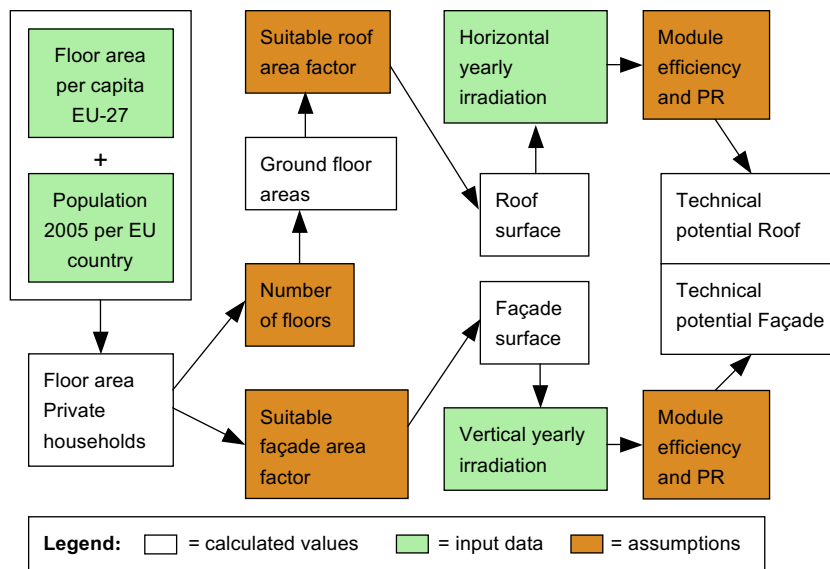 Floor area
per capita
EU-27
+
Population
2005 per EU
country
Floor area
Private
households
Suitable roof
area factor
Ground floor
areas
Number
of floors
Suitable
façade area
factor
Horizontal
yearly
irradiation
Roof
surface
Façade
surface
Vertical yearly
irradiation
Module
efficiency
and PR
Technical
potential Roof
Technical
potential Façade
Module
efficiency
and PR
Legend: = calculated values = input data = assumptions